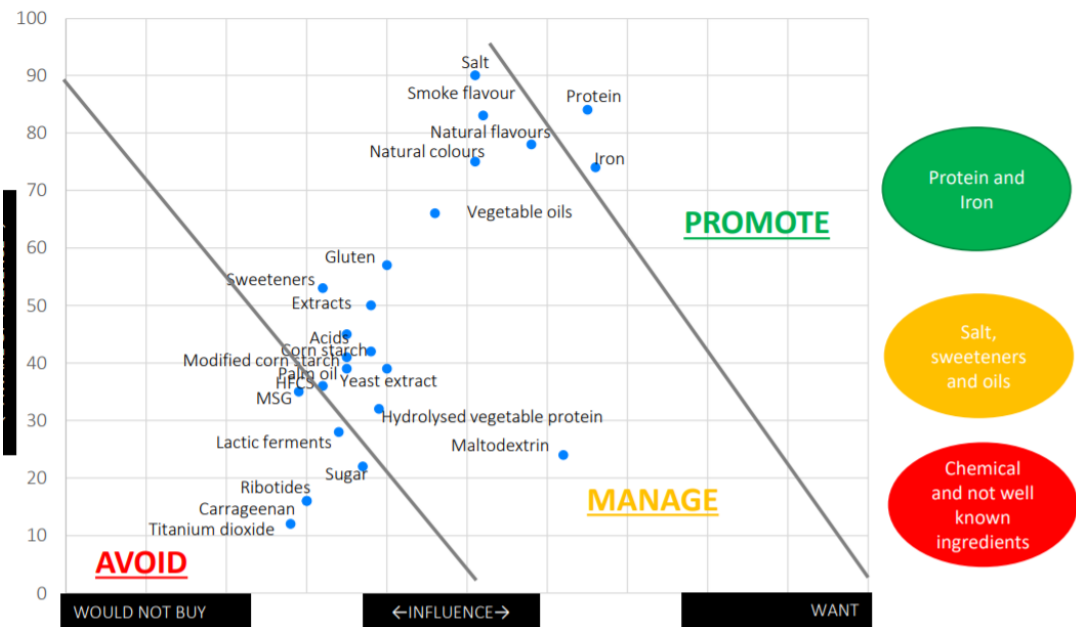 100
90
80
70
60
50
40
30
20
10
0
Salt
Smoke flavour
Protein
Natural flavours
Natural colours
Iron
Vegetable oils
PROMOTE
Gluten
Sweeteners
Extracts
Acids
Corn starch
Modified corn starch
Palm oil
HFCS
Yeast extract
MSG
Hydrolysed vegetable protein
Lactic ferments
Maltodextrin
Sugar
Ribotides
MANAGE
Carrageenan
Titanium dioxide
AVOID
WOULD NOT BUY
←INFLUENCE→
WANT
Protein and
Iron
Salt,
sweeteners
and oils
Chemical
and not well
known
ingredients